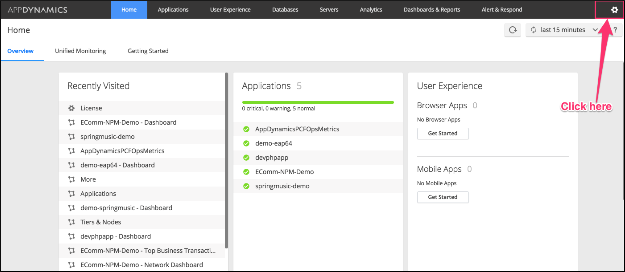 APPDYNAMICS Home Applications User Experience Databases Servers Analytics Dashboards & Reports Alert & Respond
Home last 15 minutes ?
Overview Unified Monitoring Getting Started
Click here
Recently Visited
License
EComm-NPM-Demo - Dashboard
springmusic-demo
AppDynamicsPCFOpsMetrics
demo-eap64 - Dashboard
More
Applications
demo-springmusic - Dashboard
Tiers & Nodes
devphpapp - Dashboard
EComm-NPM-Demo - Top Business Transacti...
EComm-NPM-Demo - Network Dashboard
Applications 5
0 critical, 0 warning, 5 normal
AppDynamicsPCFOpsMetrics
demo-eap64
devphpapp
EComm-NPM-Demo
springmusic-demo
User Experience
Browser Apps 0
No Browser Apps
Get Started
Mobile Apps 0
No Mobile Apps
Get Started